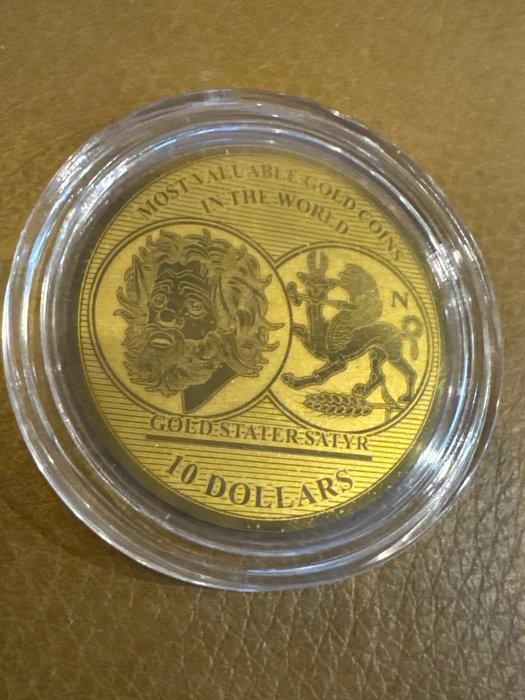 MOST VALUABLE GOLD COINS
IN THE WORLD
N
GOLD STATER SATYR
10 DOLLARS